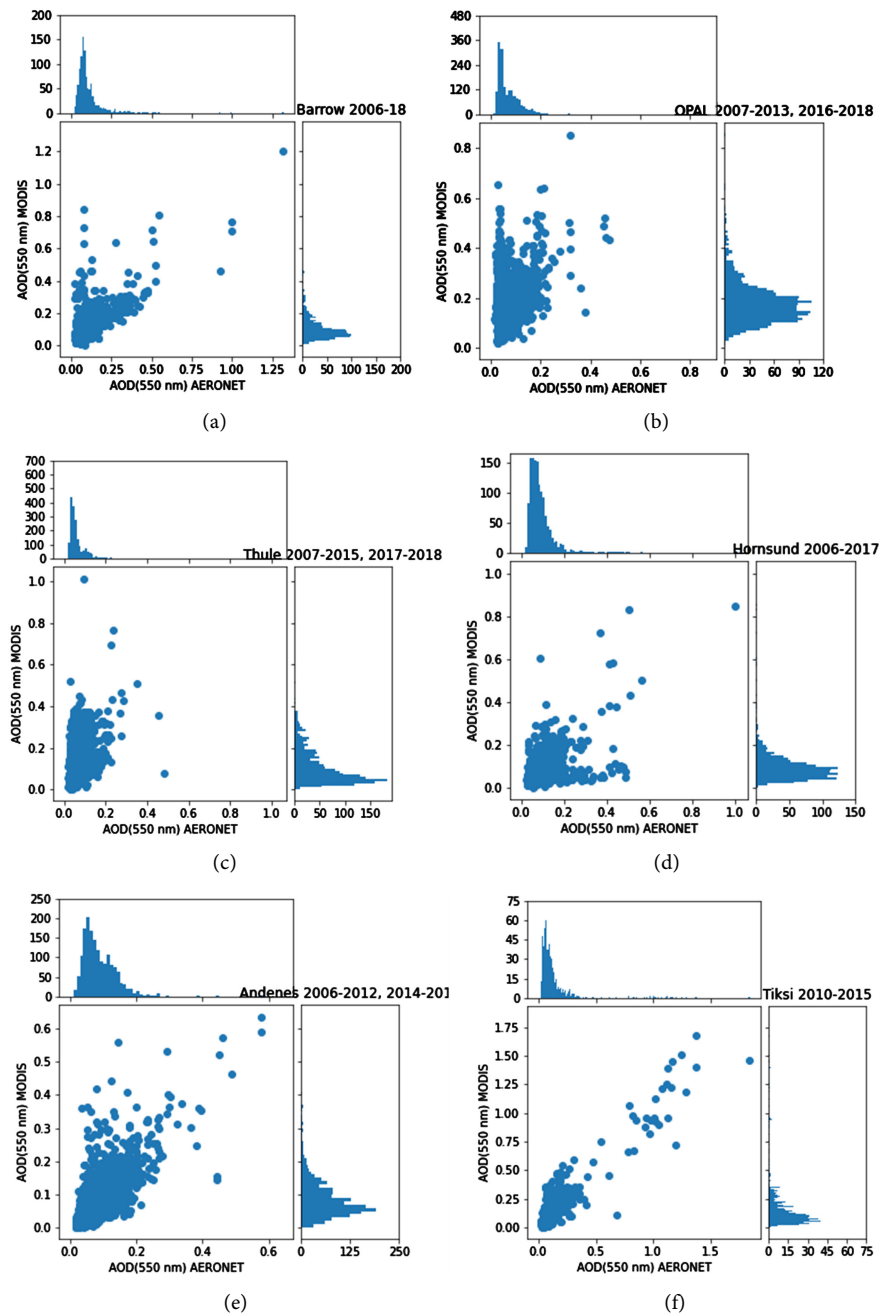 200
150
100
50
0
Barrow 2006-18
1.2
1.0
0.8
0.6
0.4
0.2
0.0
AOD(550 nm) MODIS
0.00 0.25 0.50 0.75 1.00 1.25
AOD(550 nm) AERONET
0 50 100 150 200
(a)
480
360
240
120
0
OPAL 2007-2013, 2016-2018
0.8
0.6
0.4
0.2
0.0
AOD(550 nm) MODIS
0.0 0.2 0.4 0.6 0.8
AOD(550 nm) AERONET
0 30 60 90 120
(b)
700
600
500
400
300
200
100
0
Thule 2007-2015, 2017-2018
1.0
0.8
0.6
0.4
0.2
0.0
AOD(550 nm) MODIS
0.0 0.2 0.4 0.6 0.8 1.0
AOD(550 nm) AERONET
0 50 100 150
(c)
150
100
50
0
Hornsund 2006-2017
1.0
0.8
0.6
0.4
0.2
0.0
AOD(550 nm) MODIS
0.0 0.2 0.4 0.6 0.8 1.0
AOD(550 nm) AERONET
0 50 100 150
(d)
250
200
150
100
50
0
Andenes 2006-2012, 2014-201
0.6
0.5
0.4
0.3
0.2
0.1
0.0
AOD(550 nm) MODIS
0.0 0.2 0.4 0.6
AOD(550 nm) AERONET
0 125 250
(e)
75
60
45
30
15
0
Tiksi 2010-2015
1.75
1.50
1.25
1.00
0.75
0.50
0.25
0.00
AOD(550 nm) MODIS
0.0 0.5 1.0 1.5
AOD(550 nm) AERONET
0 15 30 45 60 75
(f)